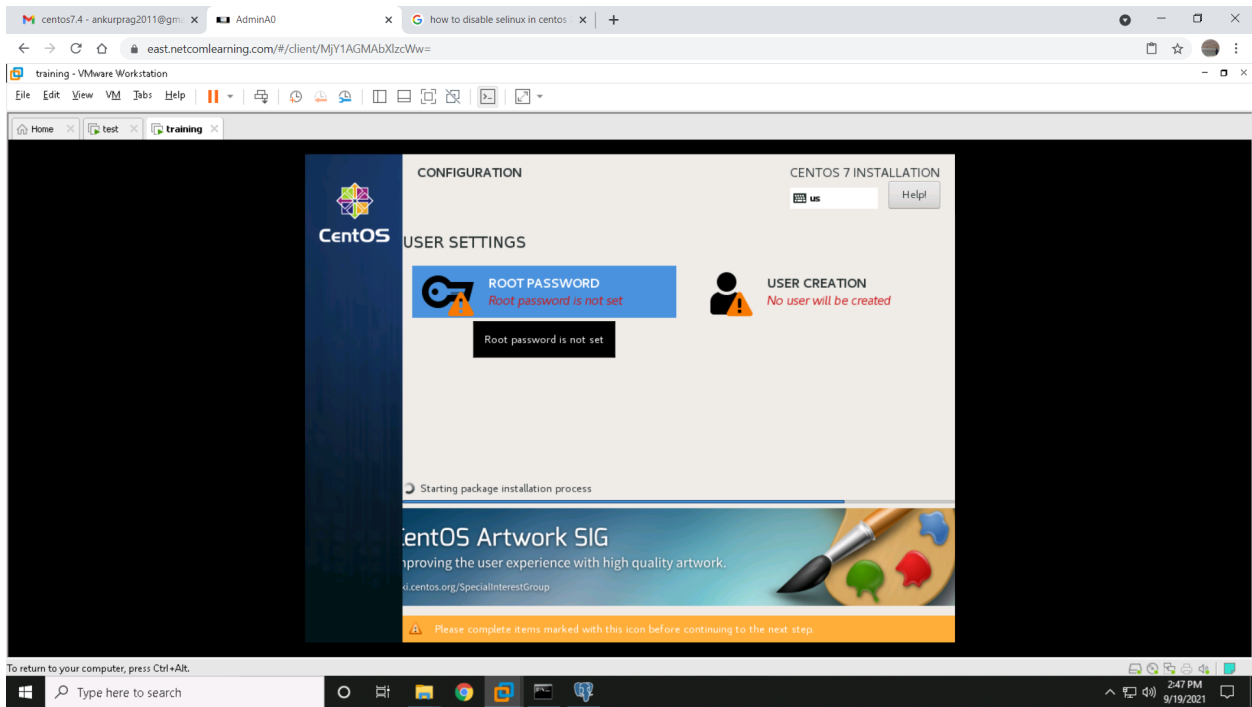 centos7.4 - ankurprag2011@gm
AdminA0
how to disable selinux in centos
east.netcomlearning.com/#/client/MjY1AGMAbXlzcWw=
training - VMware Workstation
File Edit View VM Tabs Help
Home test training
CONFIGURATION
CENTOS 7 INSTALLATION
us
Help!
CentOS
USER SETTINGS
ROOT PASSWORD
Root password is not set
USER CREATION
No user will be created
Root password is not set
Starting package installation process
CentOS Artwork SIG
nproving the user experience with high quality artwork.
ki.centos.org/SpecialInterestGroup
Please complete items marked with this icon before continuing to the next step.
To return to your computer, press Ctrl+Alt.
Type here to search
2:47 PM
9/19/2021